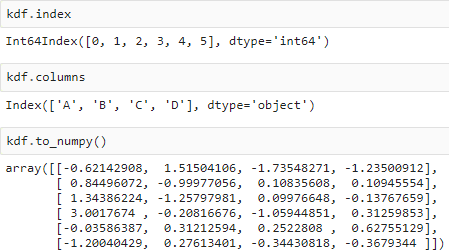 kdf.index
Int64Index([0, 1, 2, 3, 4, 5], dtype='int64')
kdf.columns
Index(['A', 'B', 'C', 'D'], dtype='object')
kdf.to_numpy()
array([[-0.62142908,  1.51504106, -1.73548271, -1.23500912],
       [ 0.84496072, -0.99977056,  0.10835608,  0.10945554],
       [ 1.34386224, -1.25797981,  0.09976648, -0.13767659],
       [ 3.0017674 , -0.20816676, -1.05944851,  0.31259853],
       [-0.03586387,  0.31212594,  0.2522808 ,  0.62755129],
       [-1.20040429,  0.27613401, -0.34430818, -0.3679344 ]])